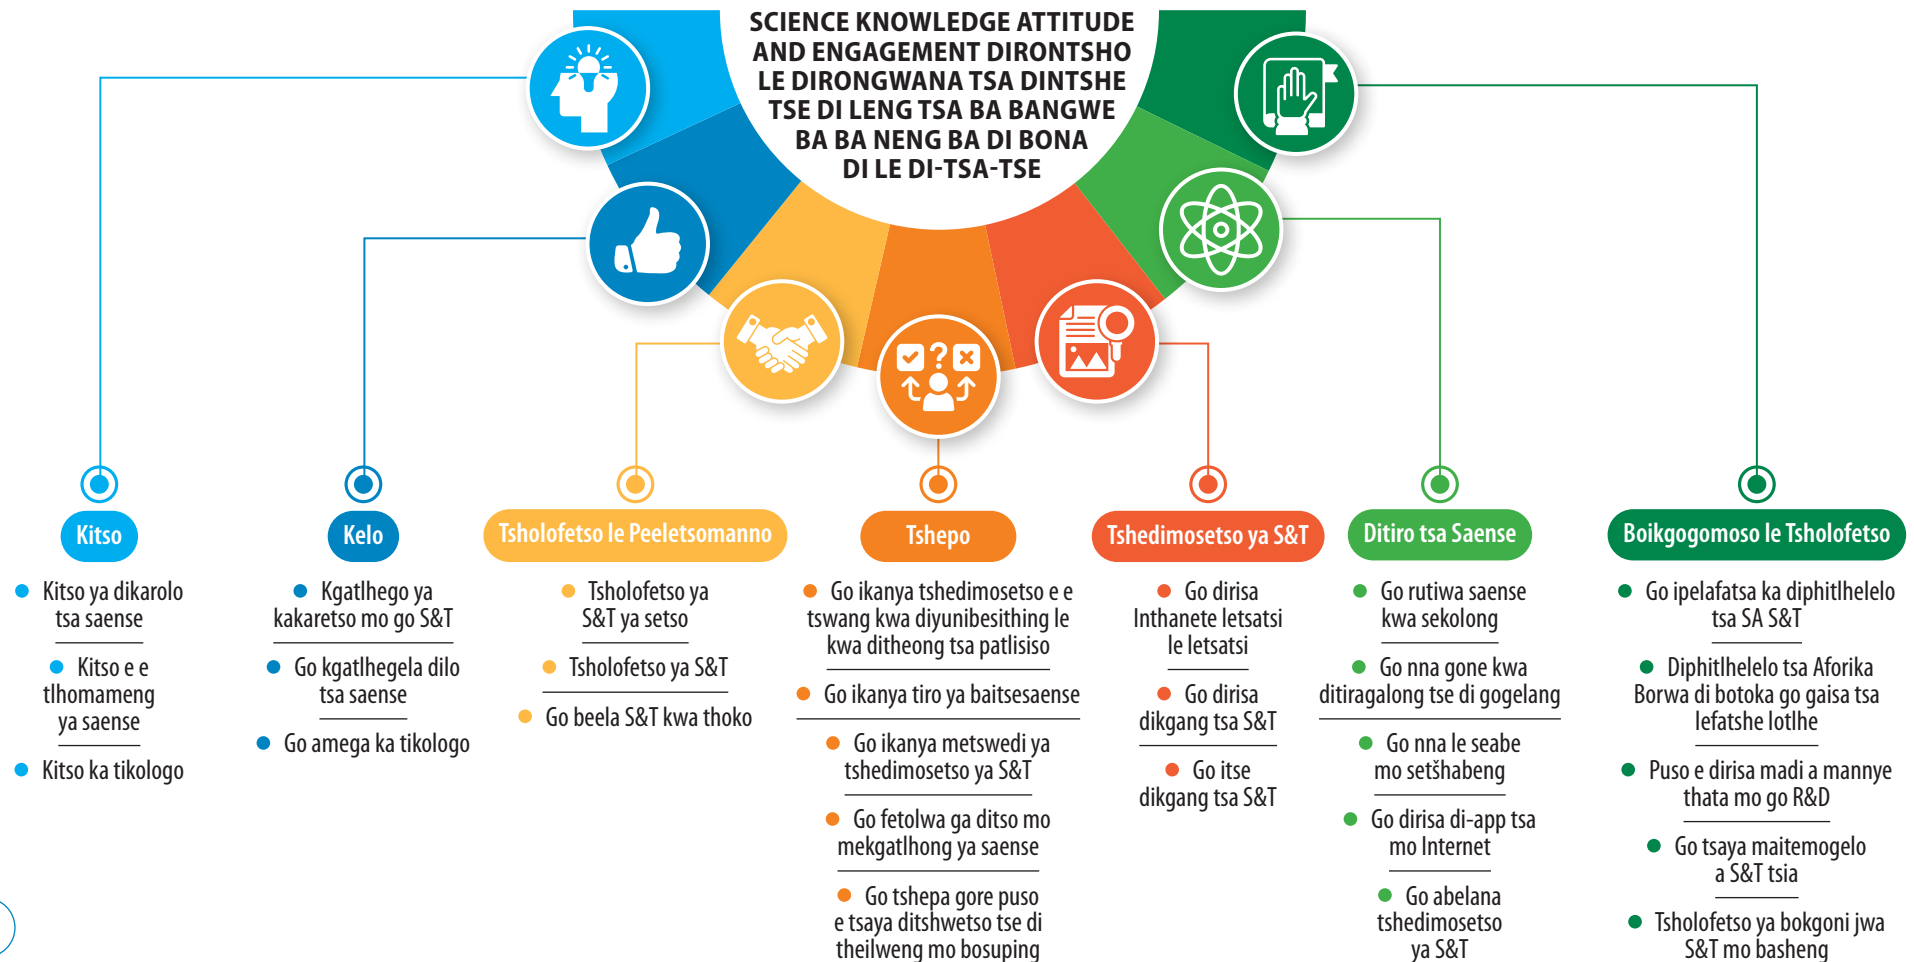 SCIENCE KNOWLEDGE ATTITUDE
AND ENGAGEMENT DIRONTSHO
LE DIRONGWANA TSA DINTSHE
TSE DI LENG TSA BA BANGWE
BA BA NENG BA DI BONA
DI LE DI-TSA-TSE
Kitso
Kitso ya dikarolo
tsa saense
Kitso e e
tlhomameng
ya saense
Kitso ka tikologo
Kelo
Kgatlhego ya
kakaretso mo go S&T
Go kgatlhegela dilo
tsa saense
Go amega ka tikologo
Tsholofetso le Peeletsomanno
Tsholofetso ya
S&T ya setso
Tsholofetso ya S&T
Go beela S&T kwa thoko
Tshepo
Go ikanya tshedimosetso e e
tswang kwa diyunibesithing le
kwa ditheong tsa patlisiso
Go ikanya tiro ya baitsesaense
Go ikanya metswedi ya
tshedimosetso ya S&T
Go fetolwa ga ditso mo
mekgatlhong ya saense
Go tshepa gore puso
e tsaya ditshwetso tse di
theilweng mo bosuping
Tshedimosetso ya S&T
Go dirisa
Inthanete letsatsi
le letsatsi
Go dirisa
dikgang tsa S&T
Go itse
dikgang tsa S&T
Ditiro tsa Saense
Go rutiwa saense
kwa sekolong
Go nna gone kwa
ditiragalong tse di gogelang
Go nna le seabe
mo setšhabeng
Go dirisa di-app tsa
mo Internet
Go abelana
tshedimosetso
ya S&T
Boikgogomoso le Tsholofetso
Go ipelafatsa ka diphitlhelelo
tsa SA S&T
Diphitlhelelo tsa Aforika
Borwa di botoka go gaisa tsa
lefatshe lotlhe
Puso e dirisa madi a mannye
thata mo go R&D
Go tsaya maitemogelo
a S&T tsia
Tsholofetso ya bokgoni jwa
S&T mo basheng